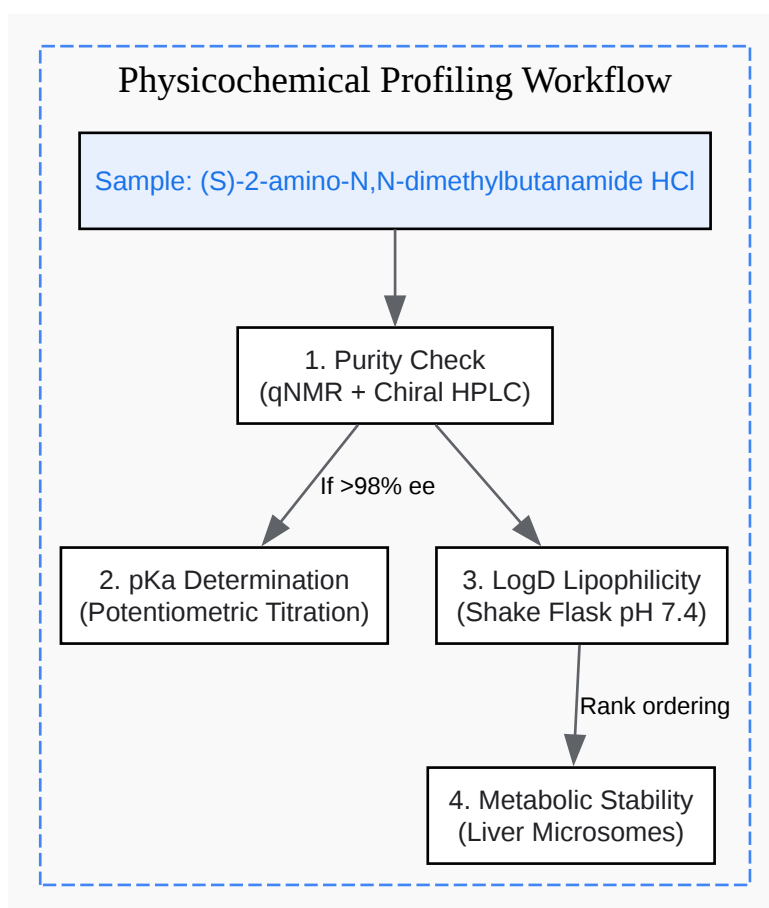 Physicochemical Profiling Workflow
Sample: (S)-2-amino-N,N-dimethylbutanamide HCl
1. Purity Check
(qNMR + Chiral HPLC)
If >98% ee
2. pKa Determination
(Potentiometric Titration)
3. LogD Lipophilicity
(Shake Flask pH 7.4)
Rank ordering
4. Metabolic Stability
(Liver Microsomes)